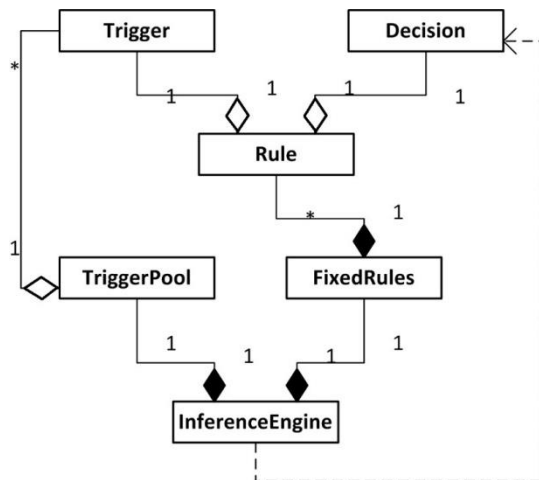 Trigger Decision
*
1 1 1 1
Rule
* 1
1
TriggerPool FixedRules
1 1 1 1
InferenceEngine